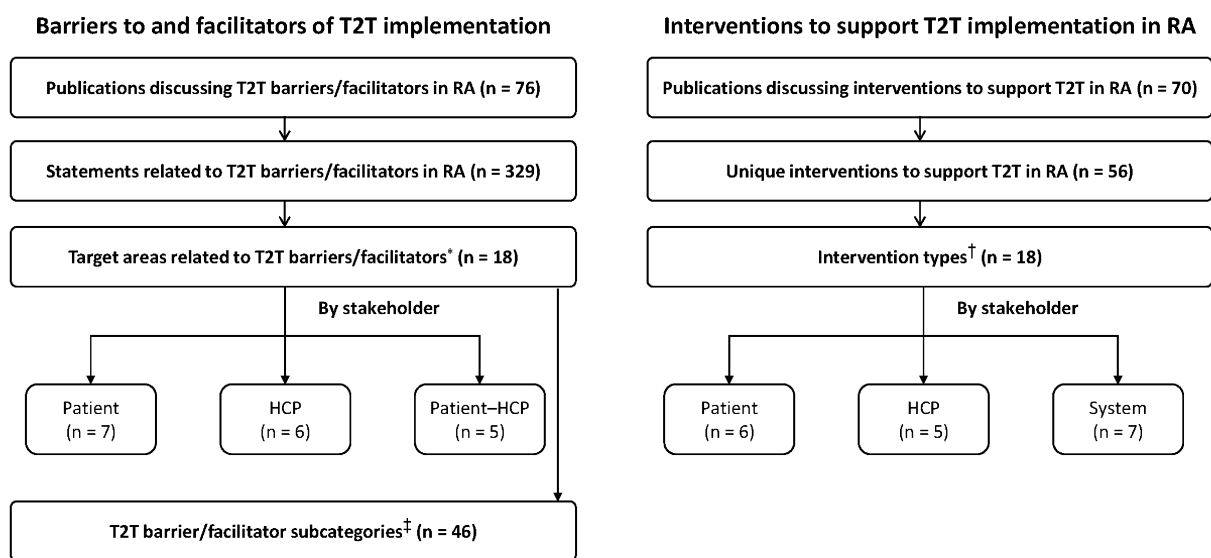 Barriers to and facilitators of T2T implementation
Publications discussing T2T barriers/facilitators in RA (n = 76)
Statements related to T2T barriers/facilitators in RA (n = 329)
Target areas related to T2T barriers/facilitators* (n = 18)
By stakeholder
Patient
(n = 7)
HCP
(n = 6)
Patient–HCP
(n = 5)
T2T barrier/facilitator subcategories‡ (n = 46)
Interventions to support T2T implementation in RA
Publications discussing interventions to support T2T in RA (n = 70)
Unique interventions to support T2T in RA (n = 56)
Intervention types† (n = 18)
By stakeholder
Patient
(n = 6)
HCP
(n = 5)
System
(n = 7)